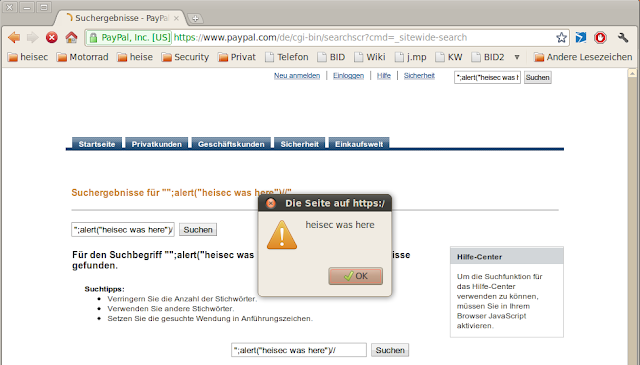 Suchergebnisse - PayPa
PayPal, Inc. [US] https://www.paypal.com/de/cgi-bin/searchscr?cmd=_sitewide-search
heisec Motorrad heise Security Privat Telefon BID Wiki j.mp KW BID2 Andere Lesezeichen
Neu anmelden | Einloggen | Hilfe | Sicherheit ";alert("heisec was h Suchen
Startseite Privatkunden Geschäftskunden Sicherheit Einkaufswelt
Suchergebnisse für "";alert("heisec was here")//"
Die Seite auf https:/
heisec was here
OK
";alert("heisec was here")/ Suchen
Für den Suchbegriff "";alert("heisec was isse
gefunden.
Suchtipps:
Verringern Sie die Anzahl der Stichwörter.
Verwenden Sie andere Stichwörter.
Setzen Sie die gesuchte Wendung in Anführungszeichen.
Hilfe-Center
Um die Suchfunktion für
das Hilfe-Center
verwenden zu können,
müssen Sie in Ihrem
Browser JavaScript
aktivieren.
";alert("heisec was here")// Suchen